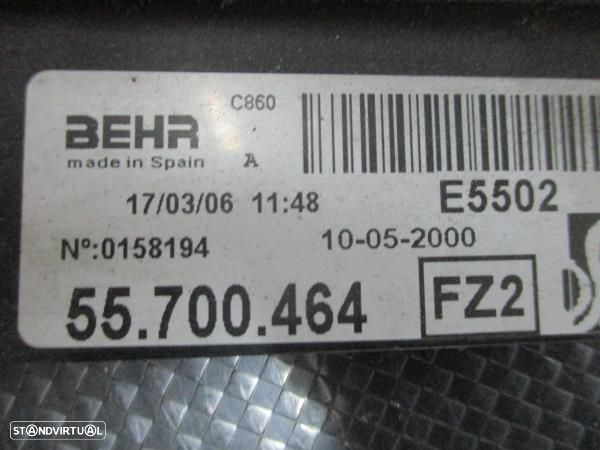 C860
BEHR
made in Spain A
17/03/06 11:48 E5502
Nº:0158194 10-05-2000
55.700.464 FZ2
STANDVIRTUAL